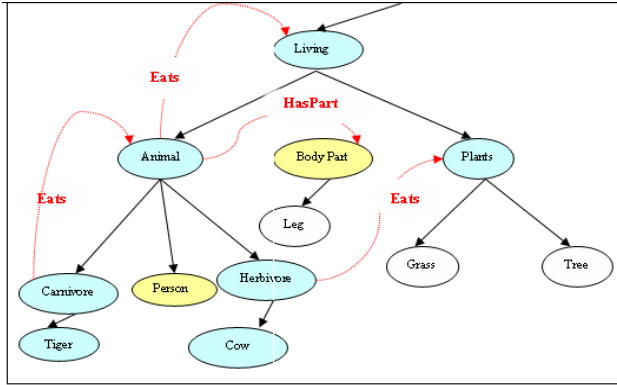 Living
Eats
HasPart
Animal
Body Part
Plants
Eats
Eats
Leg
Grass
Tree
Carnivore
Person
Herbivore
Tiger
Cow